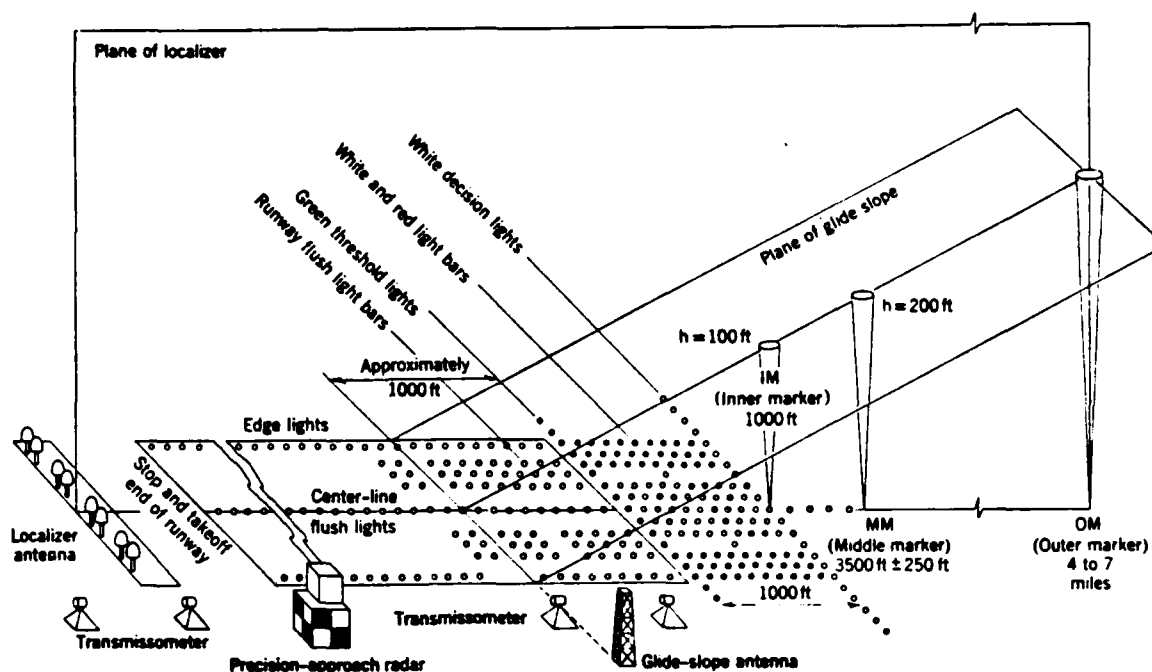 Plane of localizer
White decision lights
White and red light bars
Green threshold lights
Runway flush light bars
Plane of glide slope
h = 200 ft
h = 100 ft
Approximately
1000 ft
IM
(Inner marker)
1000 ft
Edge lights
Stop and takeoff
end of runway
Center-line
flush lights
Localizer
antenna
MM
(Middle marker)
3500 ft ± 250 ft
OM
(Outer marker)
4 to 7
miles
1000 ft
Transmissometer
Transmissometer
Precision-approach radar
Glide-slope antenna